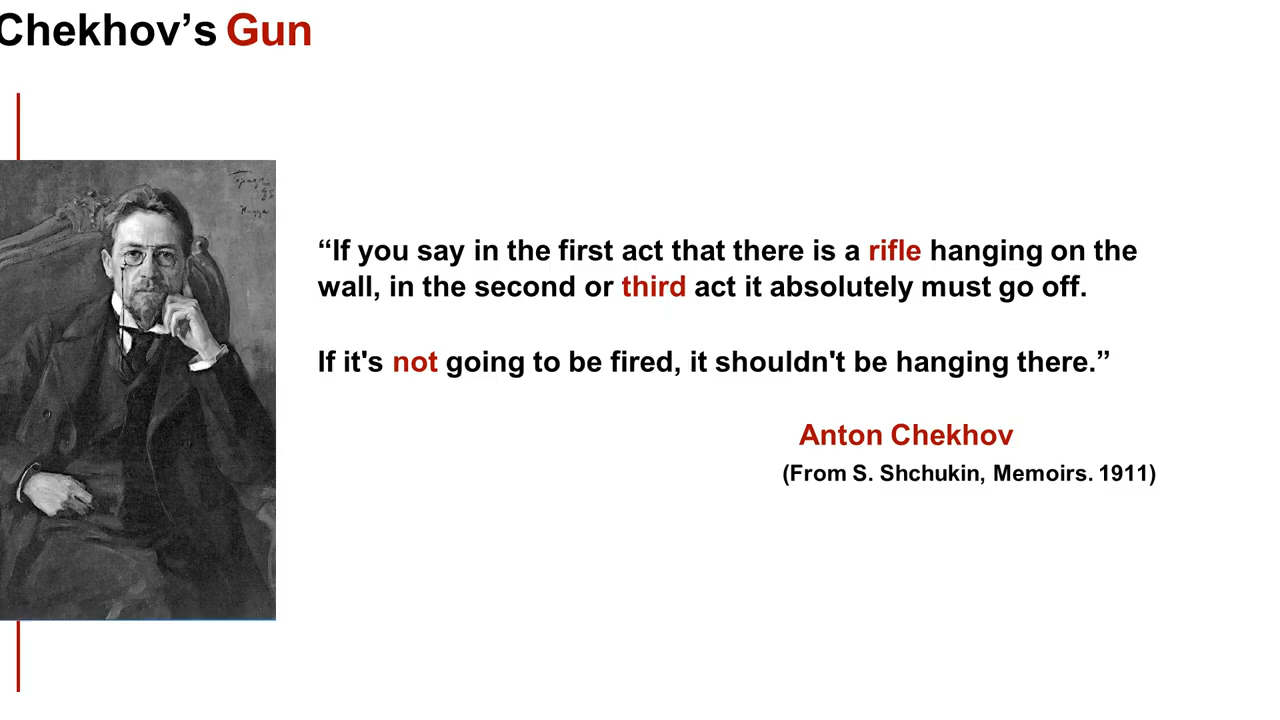 Chekhov’s Gun
“If you say in the first act that there is a rifle hanging on the
wall, in the second or third act it absolutely must go off.
If it's not going to be fired, it shouldn't be hanging there.”
Anton Chekhov
(From S. Shchukin, Memoirs. 1911)